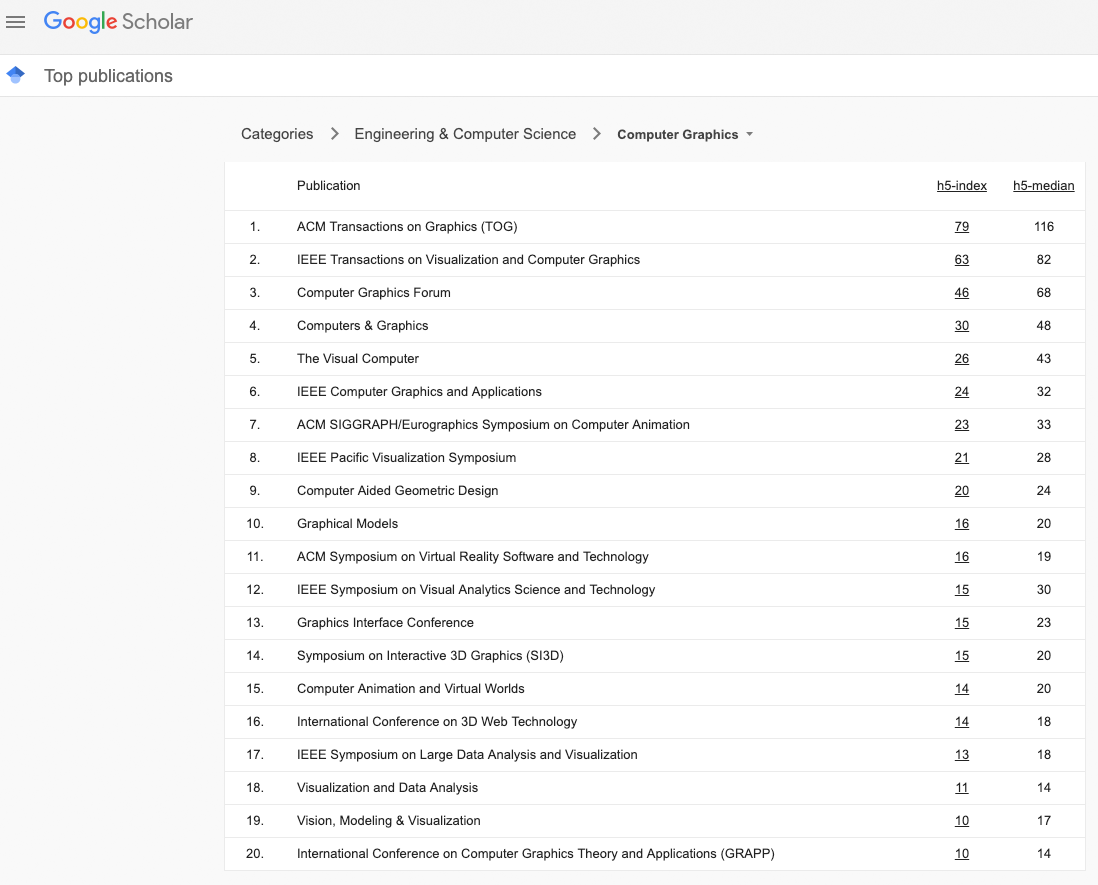 Google Scholar
Top publications
Categories Engineering & Computer Science Computer Graphics
Publication h5-index h5-median
1. ACM Transactions on Graphics (TOG) 79 116
2. IEEE Transactions on Visualization and Computer Graphics 63 82
3. Computer Graphics Forum 46 68
4. Computers & Graphics 30 48
5. The Visual Computer 26 43
6. IEEE Computer Graphics and Applications 24 32
7. ACM SIGGRAPH/Eurographics Symposium on Computer Animation 23 33
8. IEEE Pacific Visualization Symposium 21 28
9. Computer Aided Geometric Design 20 24
10. Graphical Models 16 20
11. ACM Symposium on Virtual Reality Software and Technology 16 19
12. IEEE Symposium on Visual Analytics Science and Technology 15 30
13. Graphics Interface Conference 15 23
14. Symposium on Interactive 3D Graphics (SI3D) 15 20
15. Computer Animation and Virtual Worlds 14 20
16. International Conference on 3D Web Technology 14 18
17. IEEE Symposium on Large Data Analysis and Visualization 13 18
18. Visualization and Data Analysis 11 14
19. Vision, Modeling & Visualization 10 17
20. International Conference on Computer Graphics Theory and Applications (GRAPP) 10 14